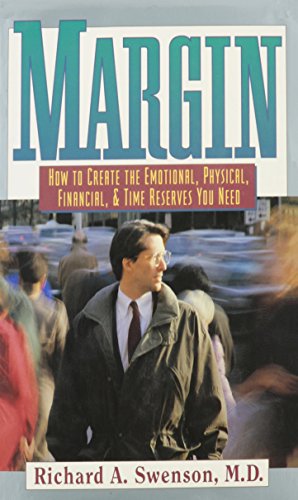 MARGIN
HOW TO CREATE THE EMOTIONAL, PHYSICAL,
FINANCIAL, & TIME RESERVES YOU NEED
RICHARD A. SWENSON, M.D.